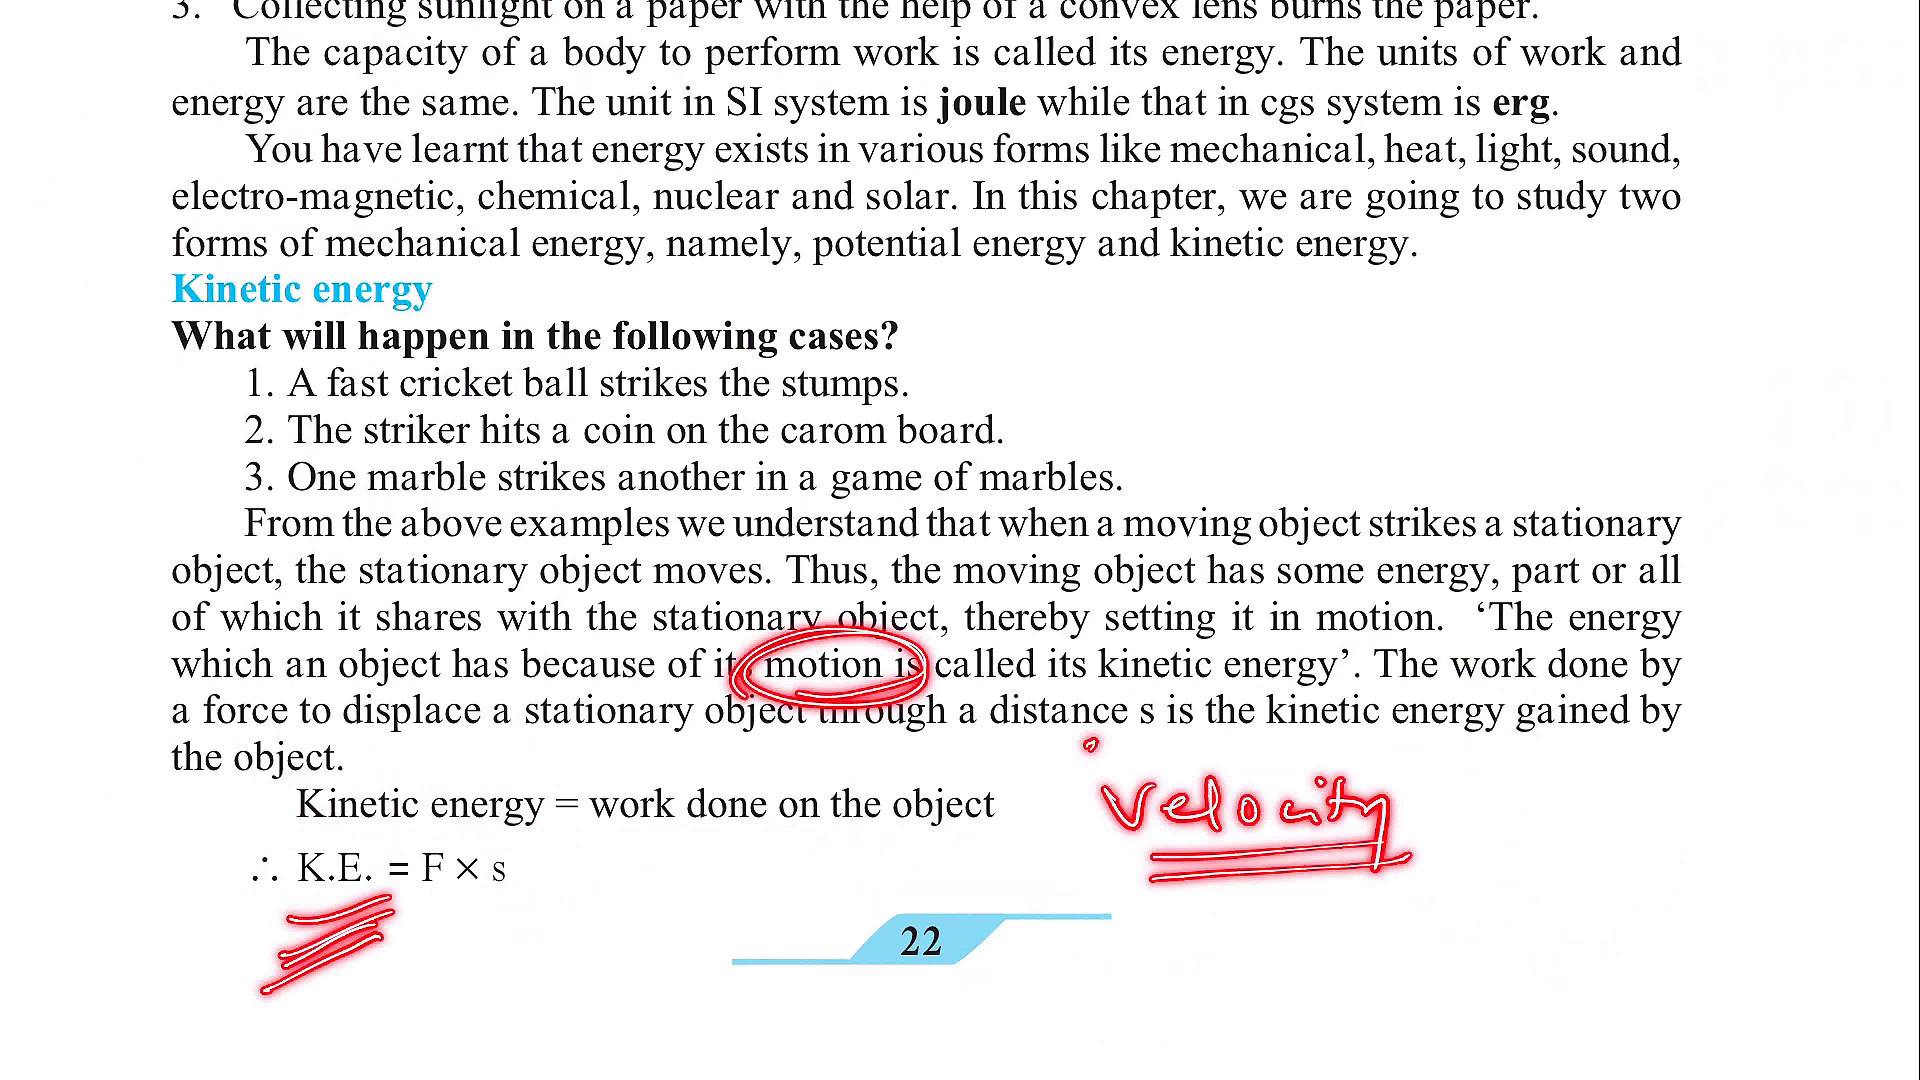 3. Collecting sunlight on a paper with the help of a convex lens burns the paper.
The capacity of a body to perform work is called its energy. The units of work and
energy are the same. The unit in SI system is joule while that in cgs system is erg.
You have learnt that energy exists in various forms like mechanical, heat, light, sound,
electro-magnetic, chemical, nuclear and solar. In this chapter, we are going to study two
forms of mechanical energy, namely, potential energy and kinetic energy.
Kinetic energy
What will happen in the following cases?
1. A fast cricket ball strikes the stumps.
2. The striker hits a coin on the carom board.
3. One marble strikes another in a game of marbles.
From the above examples we understand that when a moving object strikes a stationary
object, the stationary object moves. Thus, the moving object has some energy, part or all
of which it shares with the stationary object, thereby setting it in motion. ‘The energy
which an object has because of its motion is called its kinetic energy’. The work done by
a force to displace a stationary object through a distance s is the kinetic energy gained by
the object.
Kinetic energy = work done on the object
velocity
∴ K.E. = F × s
22